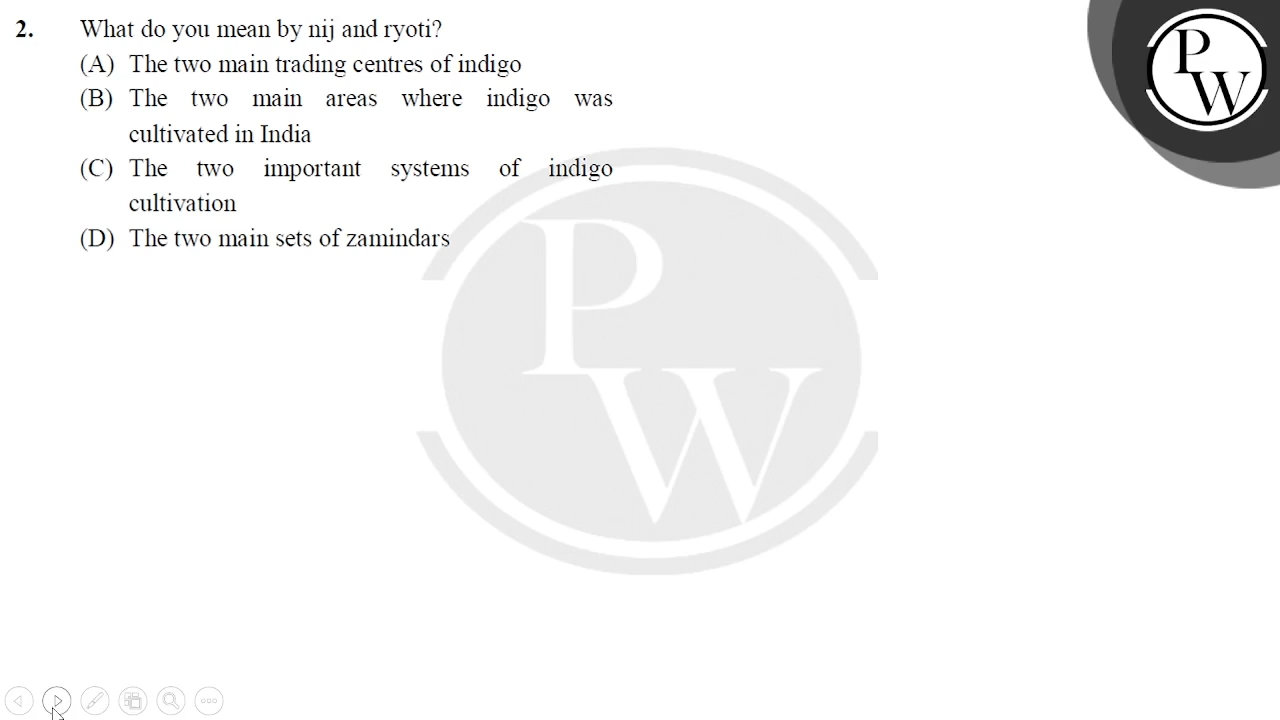 2. What do you mean by nij and ryoti?
(A) The two main trading centres of indigo
(B) The two main areas where indigo was
cultivated in India
(C) The two important systems of indigo
cultivation
(D) The two main sets of zamindars
PW
PW